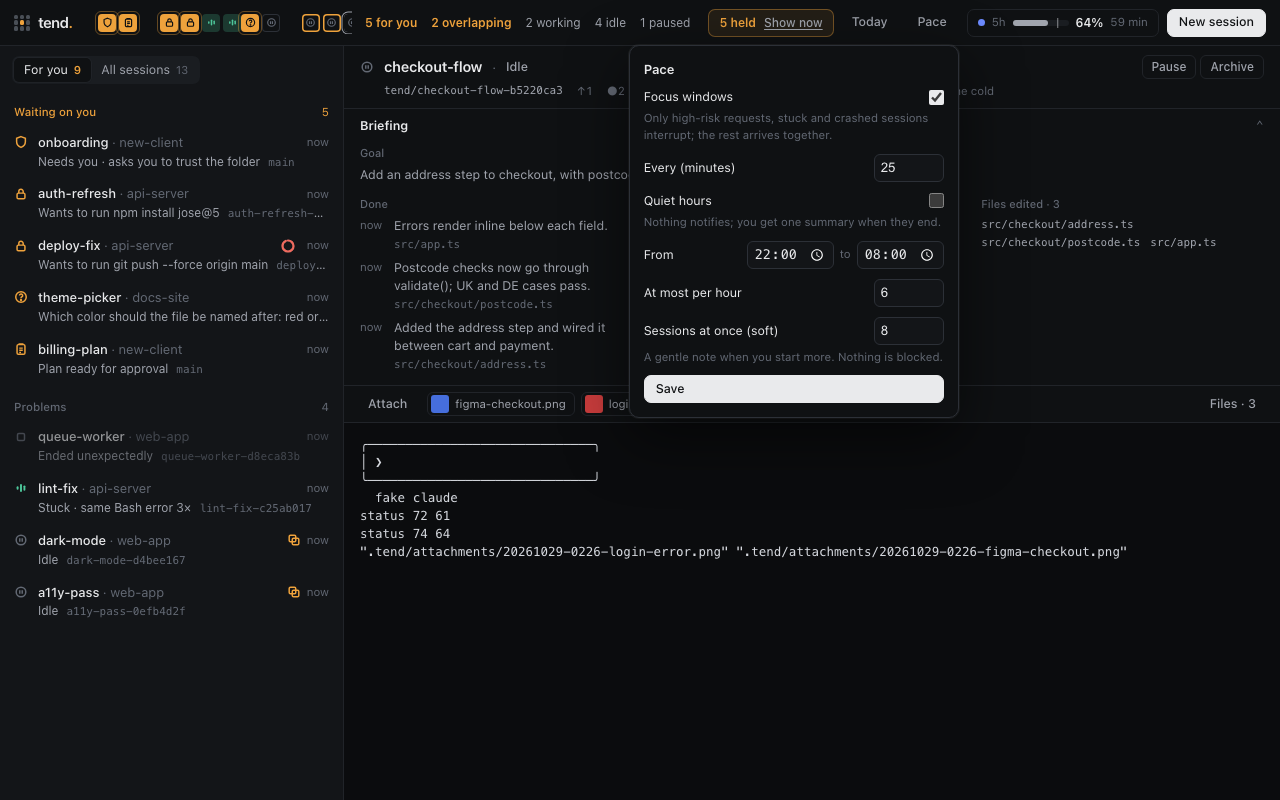 tend.
5 for you 2 overlapping 2 working 4 idle 1 paused
5 held Show now
Today
Pace
5h 64% 59 min
New session
For you 9
All sessions 13
Waiting on you 5
onboarding · new-client now
Needs you · asks you to trust the folder main
auth-refresh · api-server now
Wants to run npm install jose@5 auth-refresh-…
deploy-fix · api-server now
Wants to run git push --force origin main deploy…
theme-picker · docs-site now
Which color should the file be named after: red or…
billing-plan · new-client now
Plan ready for approval main
Problems 4
queue-worker · web-app now
Ended unexpectedly queue-worker-d8eca83b
lint-fix · api-server now
Stuck · same Bash error 3× lint-fix-c25ab017
dark-mode · web-app now
Idle dark-mode-d4bee167
a11y-pass · web-app now
Idle a11y-pass-0efb4d2f
checkout-flow · Idle
Pause
Archive
tend/checkout-flow-b5220ca3 ↑1 ●2
cold
Briefing
Goal
Add an address step to checkout, with
Done
now Errors render inline below each field.
src/app.ts
now Postcode checks now go through
validate(); UK and DE cases pass.
src/checkout/postcode.ts
now Added the address step and wired it
between cart and payment.
src/checkout/address.ts
Files edited · 3
src/checkout/address.ts
src/checkout/postcode.ts src/app.ts
Pace
Focus windows
Only high-risk requests, stuck and crashed sessions
interrupt; the rest arrives together.
Every (minutes) 25
Quiet hours
Nothing notifies; you get one summary when they end.
From 22:00 to 08:00
At most per hour 6
Sessions at once (soft) 8
A gentle note when you start more. Nothing is blocked.
Save
Attach
figma-checkout.png
Files · 3
❯
fake claude
status 72 61
status 74 64
".tend/attachments/20261029-0226-login-error.png" ".tend/attachments/20261029-0226-figma-checkout.png"